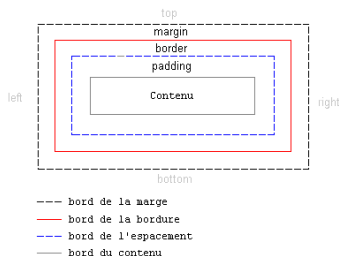 top
margin
border
padding
left
Contenu
right
bottom
bord de la marge
bord de la bordure
bord de l'espacement
bord du contenu